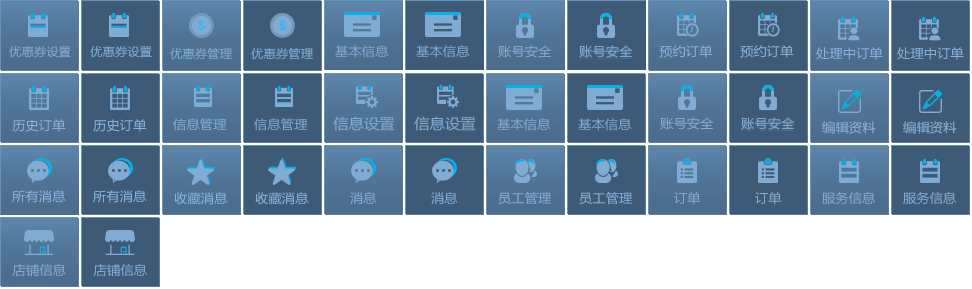 优惠券设置 优惠券设置 优惠券管理 优惠券管理 基本信息 基本信息 账号安全 账号安全 预约订单 预约订单 处理中订单 处理中订单
历史订单 历史订单 信息管理 信息管理 信息设置 信息设置 基本信息 基本信息 账号安全 账号安全 编辑资料 编辑资料
所有消息 所有消息 收藏消息 收藏消息 消息 消息 员工管理 员工管理 订单 订单 服务信息 服务信息
店铺信息 店铺信息